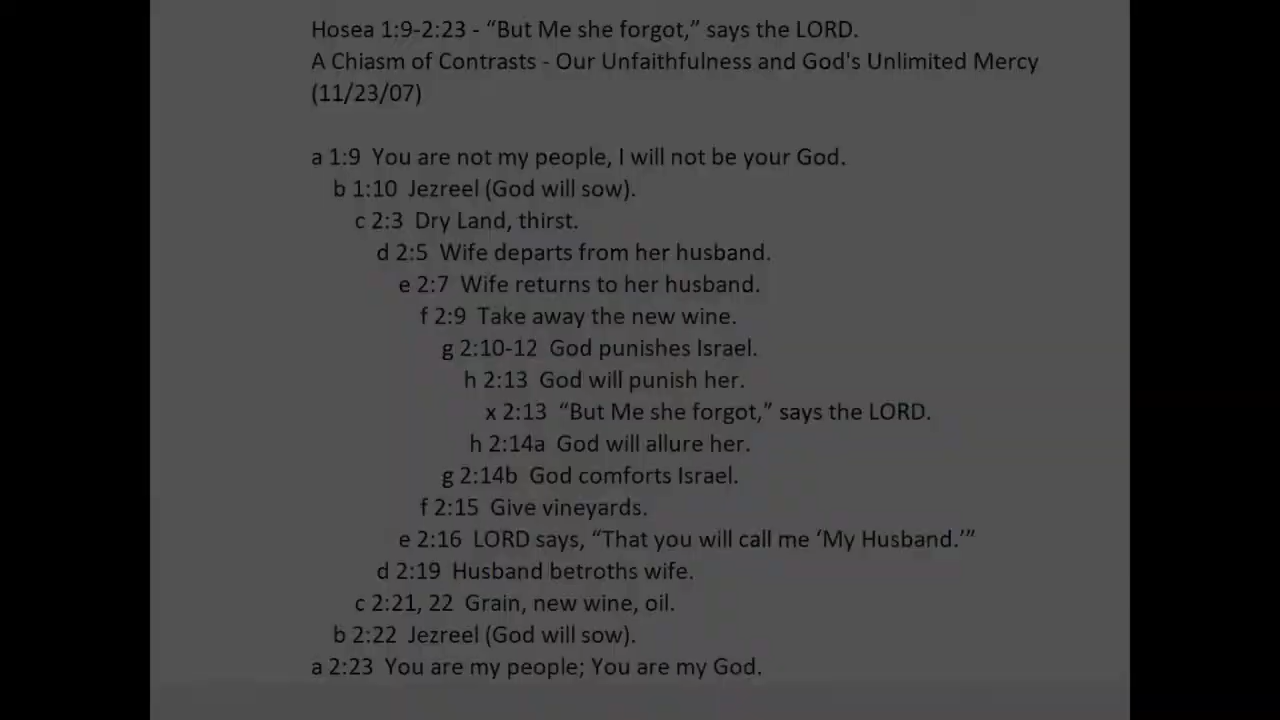 Hosea 1:9-2:23 - “But Me she forgot,” says the LORD.
A Chiasm of Contrasts - Our Unfaithfulness and God's Unlimited Mercy
(11/23/07)
a 1:9 You are not my people, I will not be your God.
b 1:10 Jezreel (God will sow).
c 2:3 Dry Land, thirst.
d 2:5 Wife departs from her husband.
e 2:7 Wife returns to her husband.
f 2:9 Take away the new wine.
g 2:10-12 God punishes Israel.
h 2:13 God will punish her.
x 2:13 “But Me she forgot,” says the LORD.
h 2:14a God will allure her.
g 2:14b God comforts Israel.
f 2:15 Give vineyards.
e 2:16 LORD says, “That you will call me ‘My Husband.’”
d 2:19 Husband betroths wife.
c 2:21, 22 Grain, new wine, oil.
b 2:22 Jezreel (God will sow).
a 2:23 You are my people; You are my God.